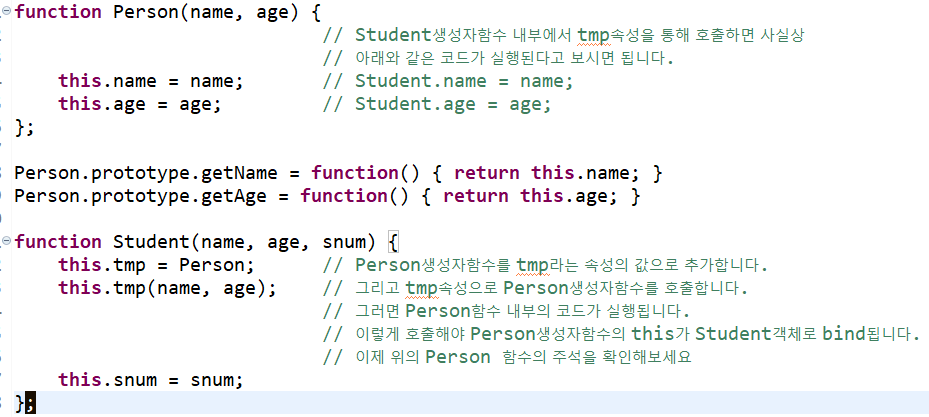 function Person(name, age) {
// Student생성자함수 내부에서 tmp속성을 통해 호출하면 사실상
// 아래와 같은 코드가 실행된다고 보시면 됩니다.
this.name = name; // Student.name = name;
this.age = age; // Student.age = age;
};
Person.prototype.getName = function() { return this.name; }
Person.prototype.getAge = function() { return this.age; }
function Student(name, age, snum) {
this.tmp = Person; // Person생성자함수를 tmp라는 속성의 값으로 추가합니다.
this.tmp(name, age); // 그리고 tmp속성으로 Person생성자함수를 호출합니다.
// 그러면 Person함수 내부의 코드가 실행됩니다.
// 이렇게 호출해야 Person생성자함수의 this가 Student객체로 bind됩니다.
// 이제 위의 Person 함수의 주석을 확인해보세요
this.snum = snum;
};